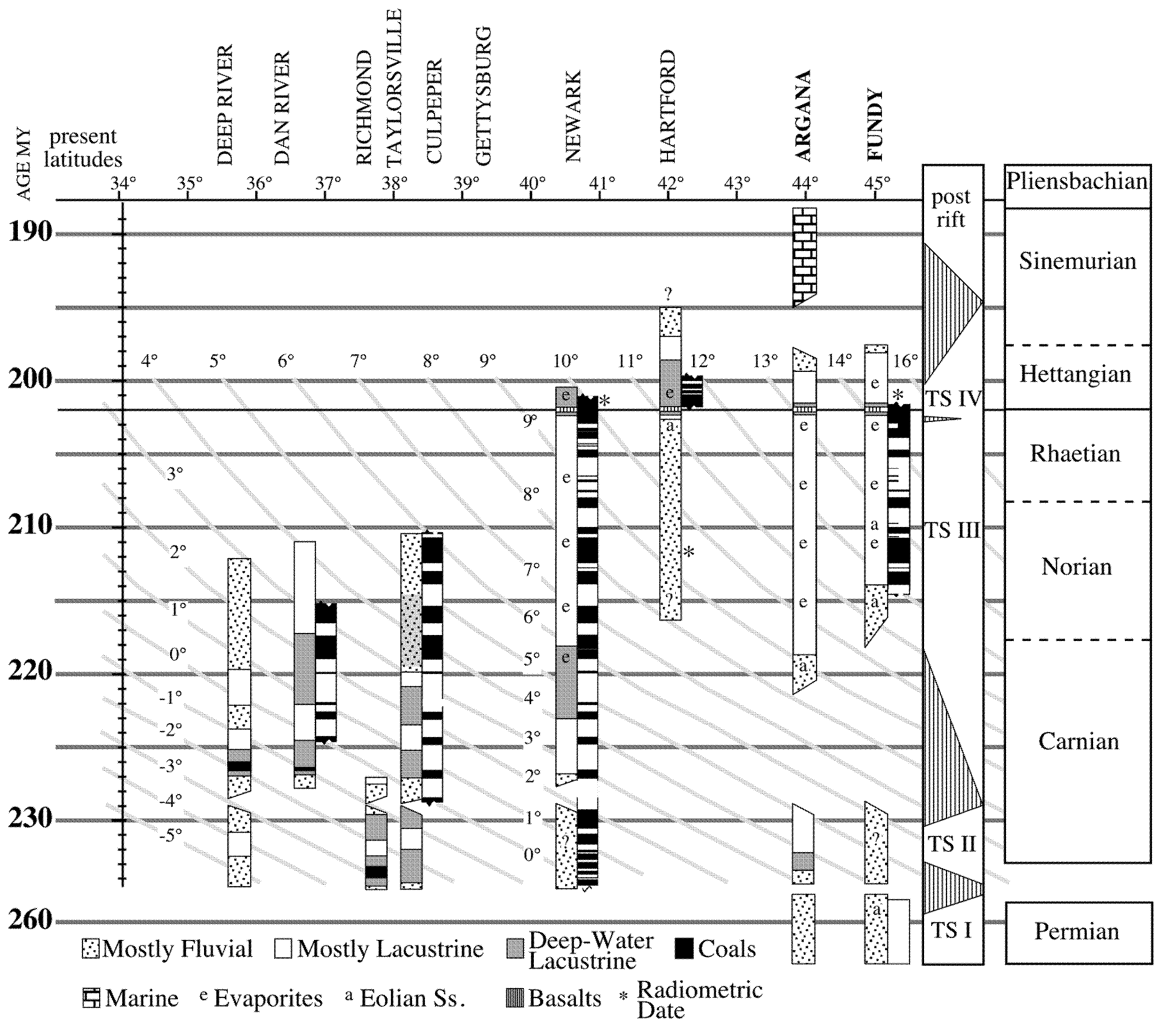 DEEP RIVER
DAN RIVER
RICHMOND
TAYLORSVILLE
CULPEPER
GETTYSBURG
NEWARK
HARTFORD
ARGANA
FUNDY
AGE MY
present
latitudes
34° 35° 36° 37° 38° 39° 40° 41° 42° 43° 44° 45°
post
rift
Pliensbachian
190
Sinemurian
?
4° 5° 6° 7° 8° 9° 10° 11° 12° 13° 14° 16°
200
e e e
* *
TS IV
Hettangian
9° a e e
3° 8° e e e
Rhaetian
210
a
TS III
2° e * e e
7°
Norian
1° 6° e ? e a
0° 5° e a
220
-1° 4°
-2° 3°
Carnian
-3° 2°
-4°
230
1°
-5° ? ?
TS II
0°
a
260
TS I
Permian
Mostly Fluvial
Mostly Lacustrine
Deep-Water
Lacustrine
Coals
Marine
e Evaporites
a Eolian Ss.
Basalts
* Radiometric
Date